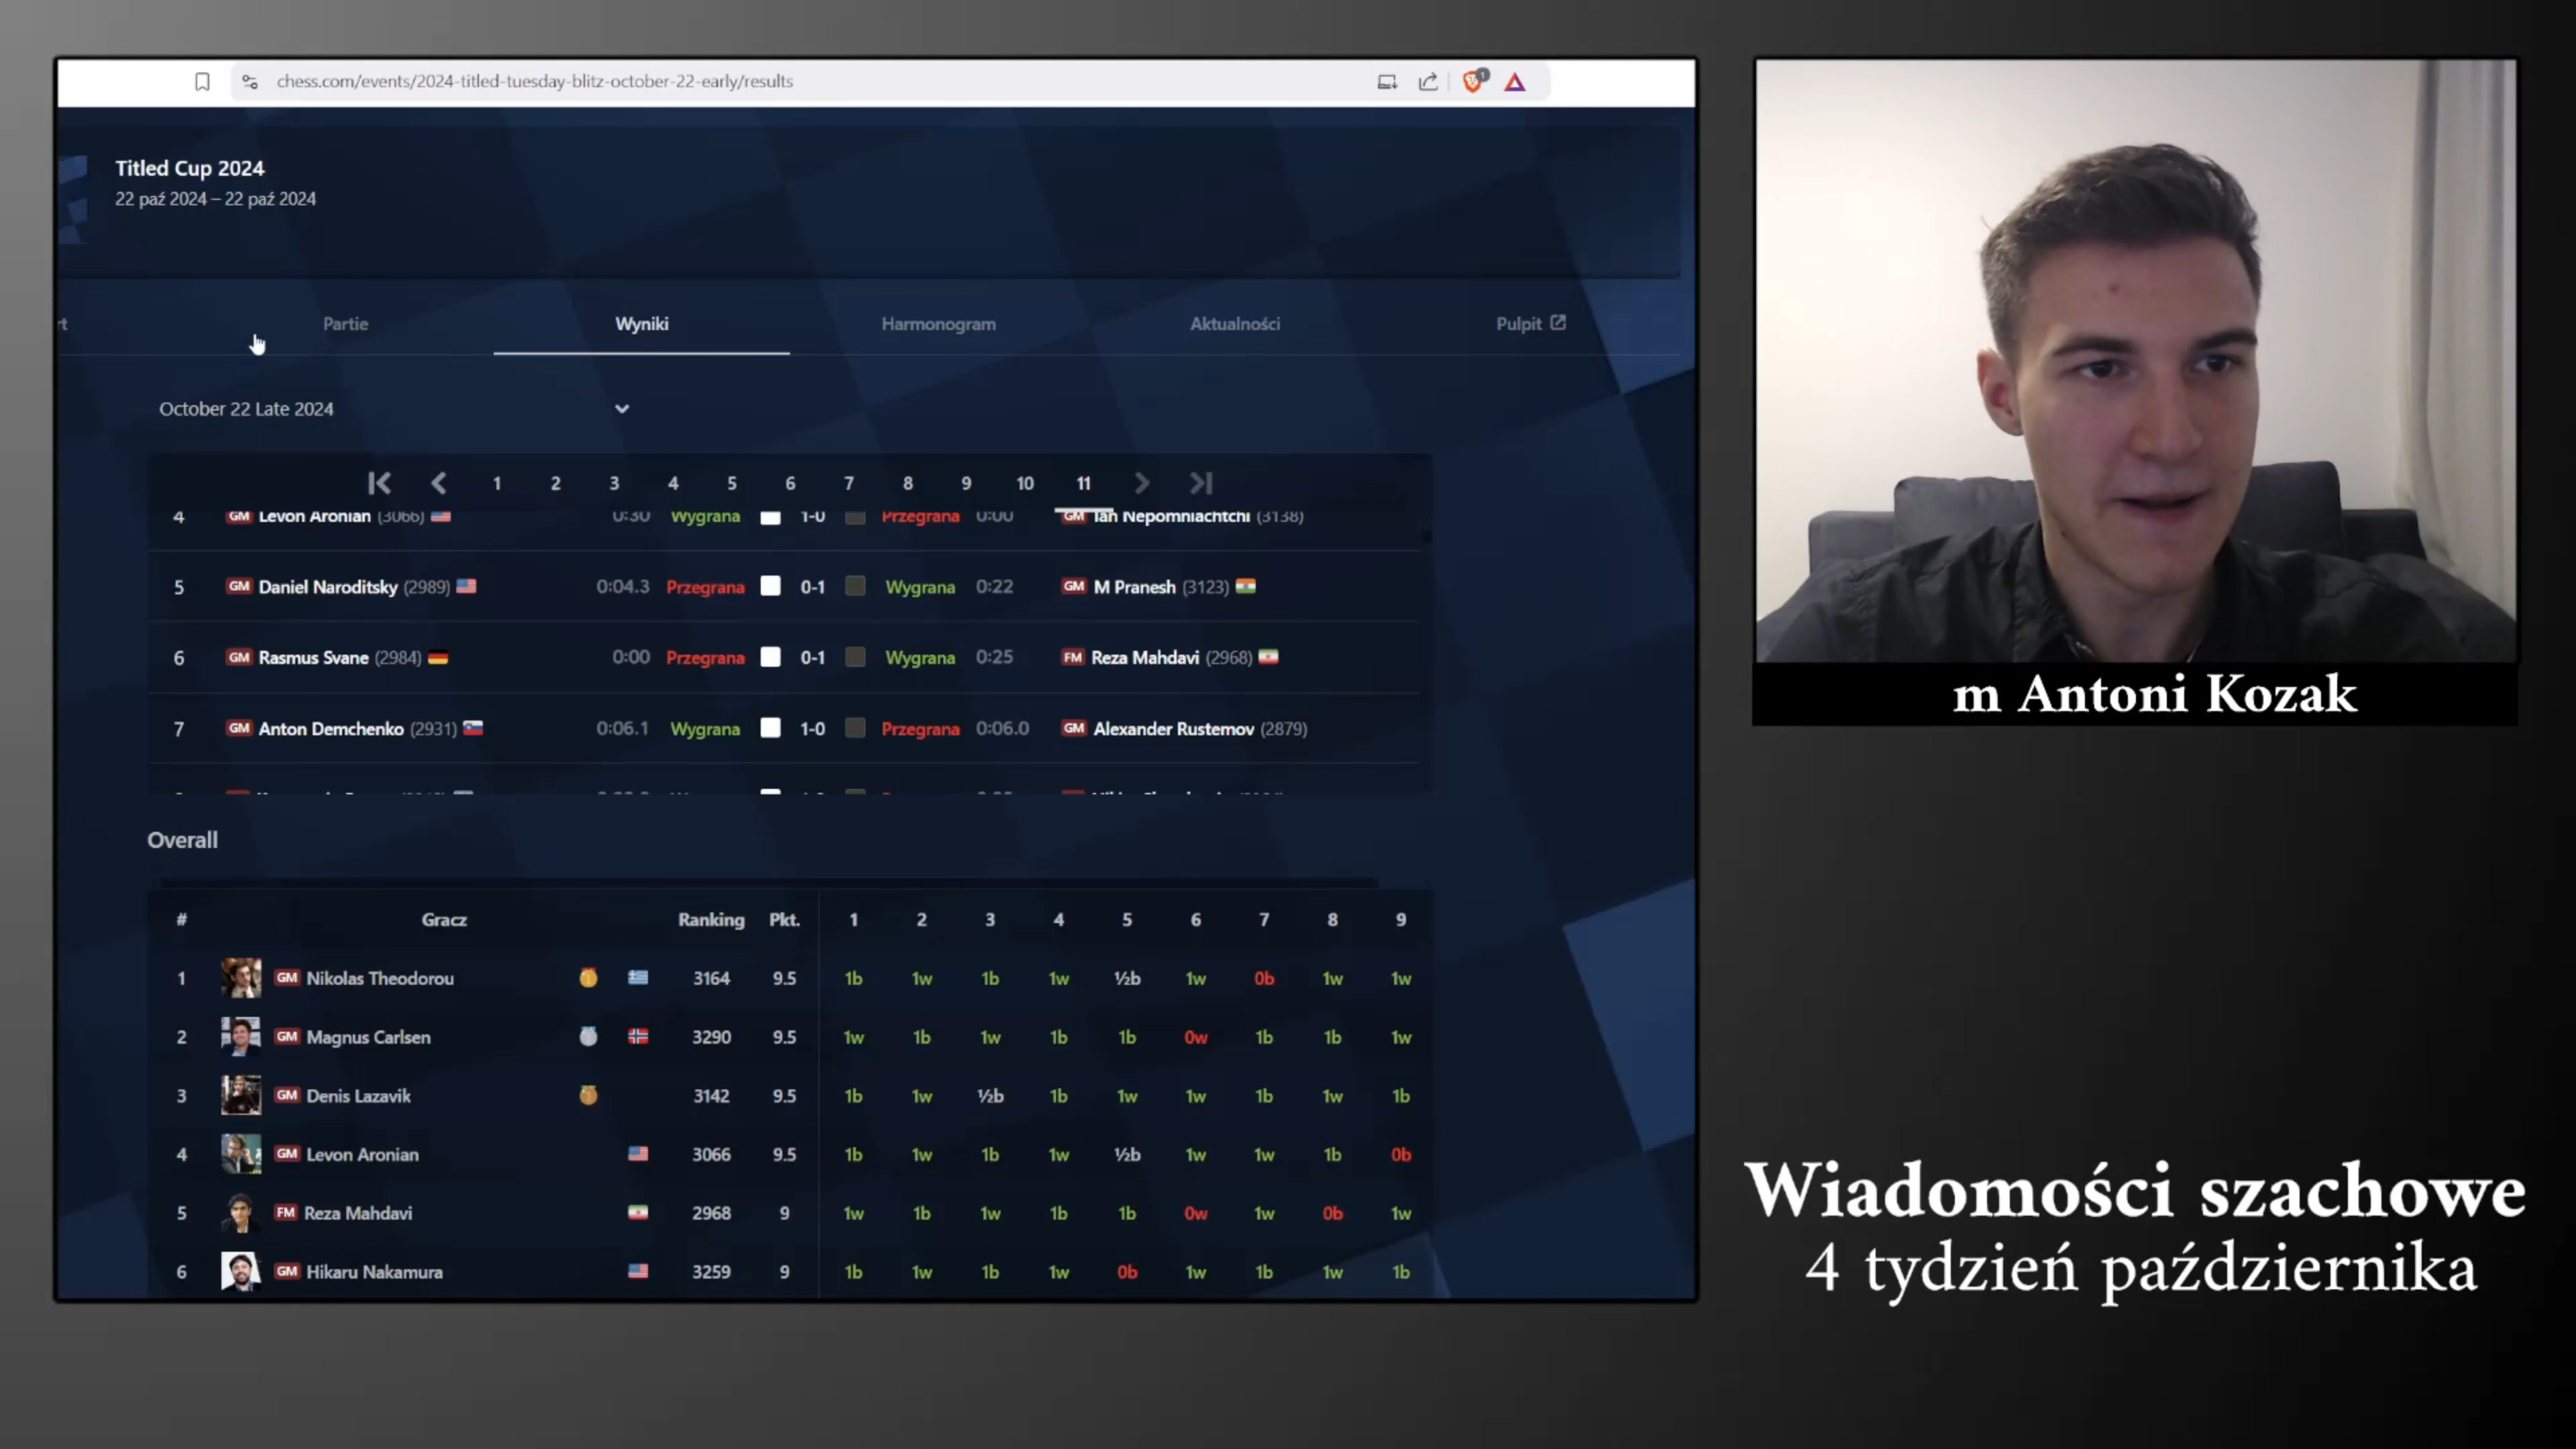 chess.com/events/2024-titled-tuesday-blitz-october-22-early/results
1
Titled Cup 2024
22 paź 2024 – 22 paź 2024
rt Partie Wyniki Harmonogram Aktualności Pulpit
October 22 Late 2024
1 2 3 4 5 6 7 8 9 10 11
4 GM Levon Aronian (3066) 0:30 Wygrana 1-0 Przegrana 0:00 GM Ian Nepomniachtchi (3138)
5 GM Daniel Naroditsky (2989) 0:04.3 Przegrana 0-1 Wygrana 0:22 GM M Pranesh (3123)
6 GM Rasmus Svane (2984) 0:00 Przegrana 0-1 Wygrana 0:25 FM Reza Mahdavi (2968)
7 GM Anton Demchenko (2931) 0:06.1 Wygrana 1-0 Przegrana 0:06.0 GM Alexander Rustemov (2879)
Overall
# Gracz Ranking Pkt. 1 2 3 4 5 6 7 8 9
1 GM Nikolas Theodorou 3164 9.5 1b 1w 1b 1w ½b 1w 0b 1w 1w
2 GM Magnus Carlsen 3290 9.5 1w 1b 1w 1b 1b 0w 1b 1b 1w
3 GM Denis Lazavik 3142 9.5 1b 1w ½b 1b 1w 1w 1b 1w 1b
4 GM Levon Aronian 3066 9.5 1b 1w 1b 1w ½b 1w 1w 1b 0b
5 FM Reza Mahdavi 2968 9 1w 1b 1w 1b 1b 0w 1w 0b 1w
6 GM Hikaru Nakamura 3259 9 1b 1w 1b 1w 0b 1w 1b 1w 1b
m Antoni Kozak
Wiadomości szachowe
4 tydzień października